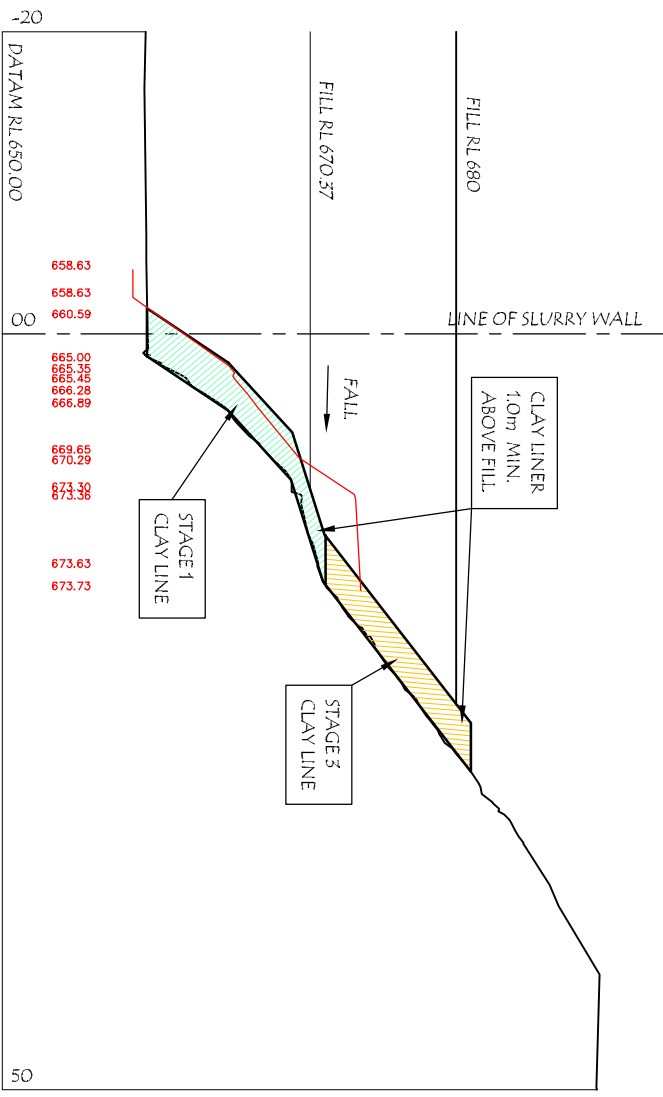 -20
DATAM RL 650.00
FILL RL 670.37
FILL RL 680
658.63
658.63
660.59
00
LINE OF SLURRY WALL
665.00
665.35
665.45
666.28
666.89
FALL
CLAY LINER
1.0m MIN.
ABOVE FILL
669.65
670.29
673.30
673.36
STAGE 1
CLAY LINE
673.63
673.73
STAGE 3
CLAY LINE
50